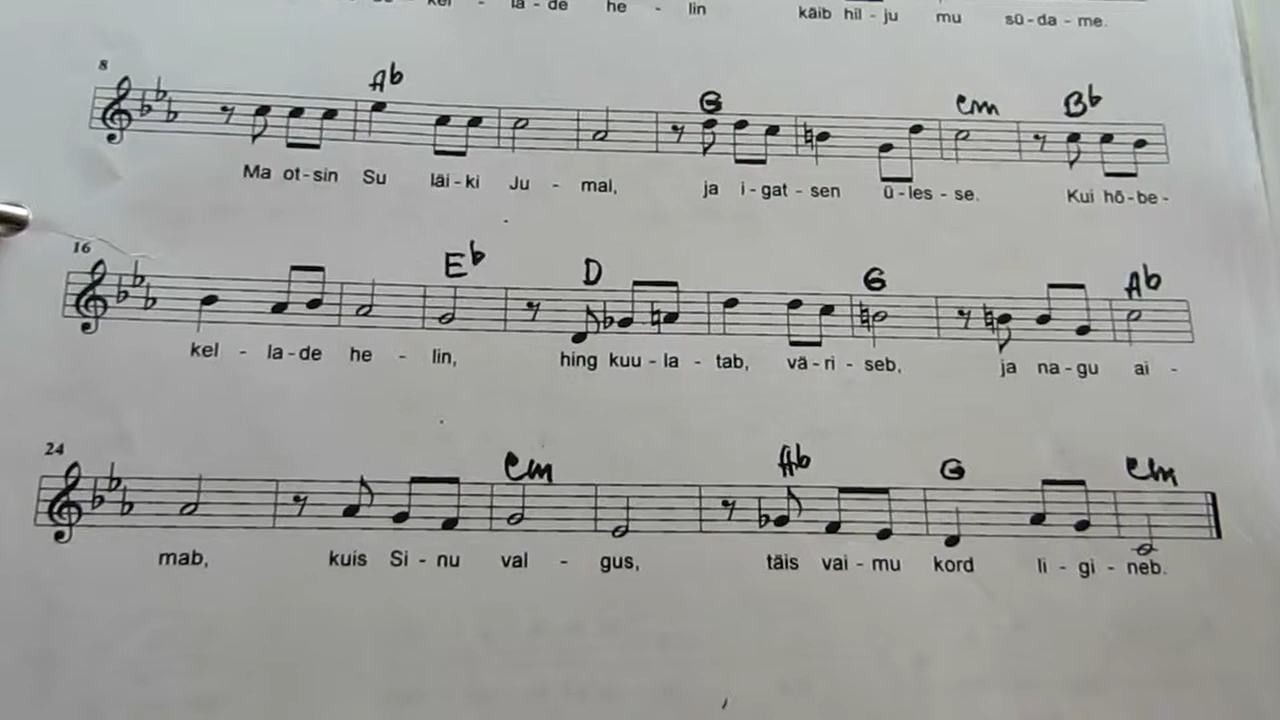 la - de he - lin käib hil - ju mu sü - da - me.
8
Ab G cm Bb
Ma ot - sin Su läi - ki Ju - mal, ja i - gat - sen ü - les - se. Kui hõ - be -
16
Eb D G Ab
kel - la - de he - lin, hing kuu - la - tab, vä - ri - seb, ja na - gu ai -
24
cm Ab G cm
mab, kuis Si - nu val - gus, täis vai - mu kord li - gi - neb.